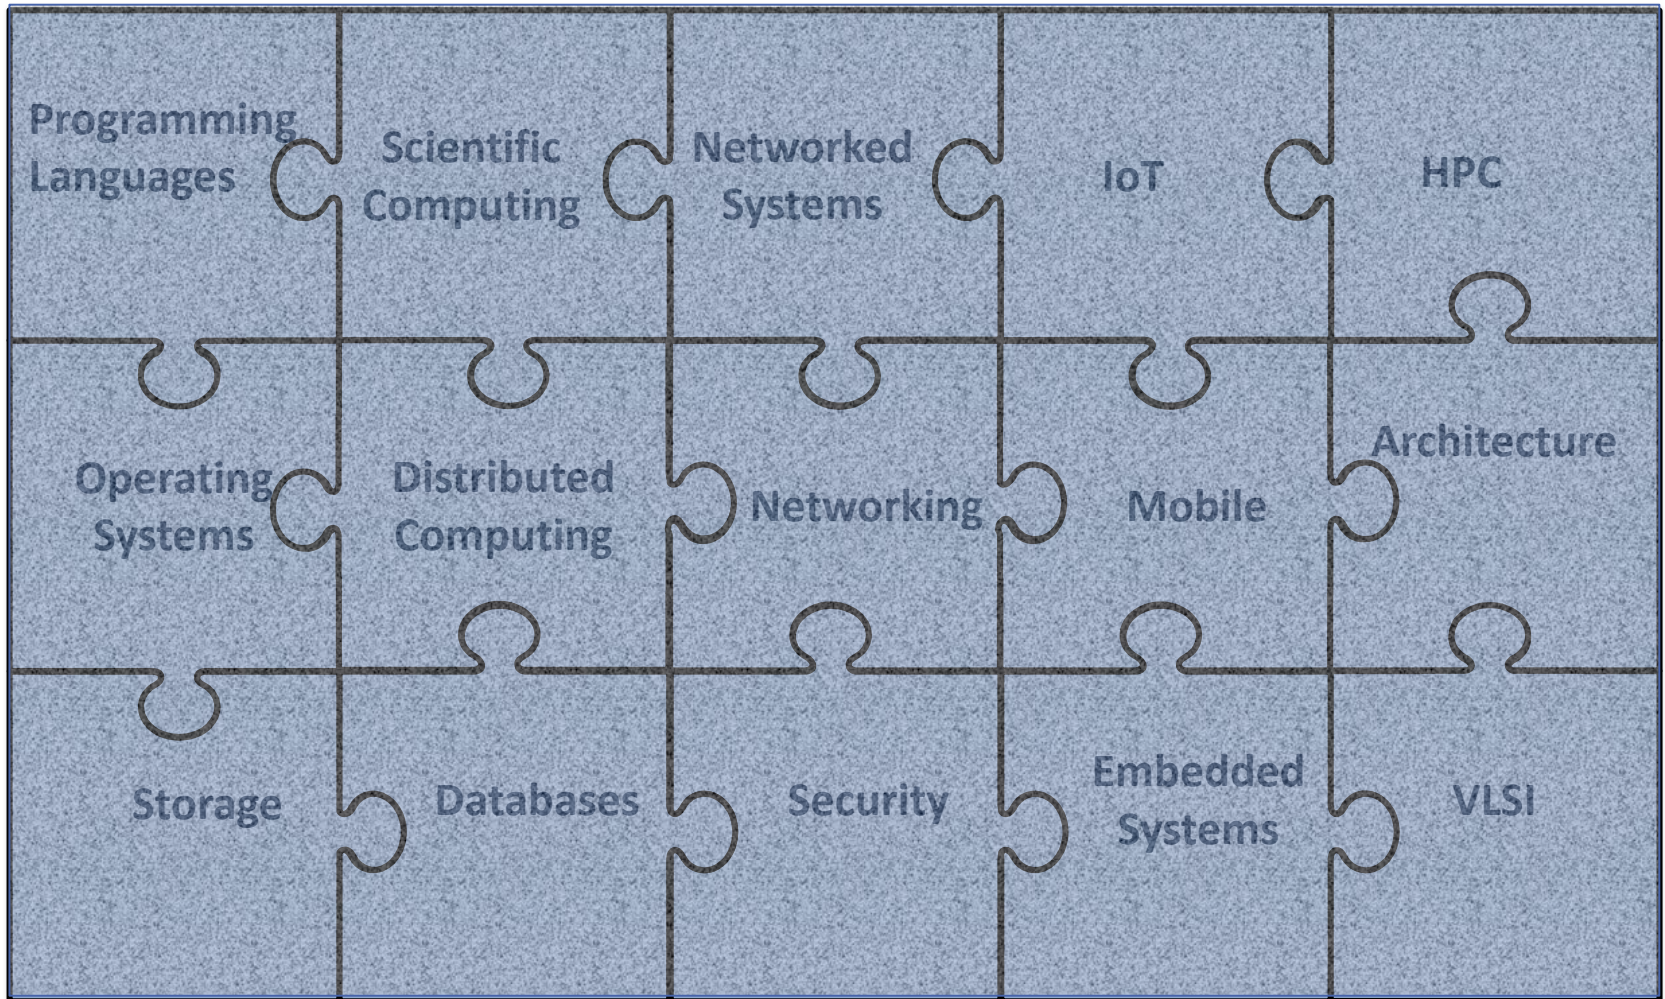 Programming
Languages
Scientific
Computing
Networked
Systems
IoT
HPC
Operating
Systems
Distributed
Computing
Networking
Mobile
Architecture
Storage
Databases
Security
Embedded
Systems
VLSI